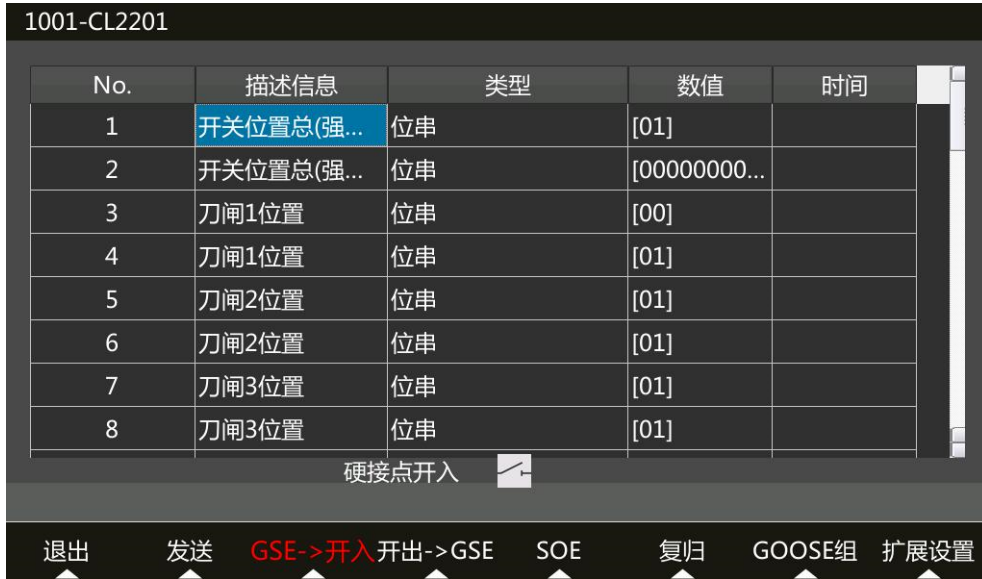 1001-CL2201
No. 描述信息 类型 数值 时间
1 开关位置总(强... 位串 [01]
2 开关位置总(强... 位串 [00000000...
3 刀闸1位置 位串 [00]
4 刀闸1位置 位串 [01]
5 刀闸2位置 位串 [01]
6 刀闸2位置 位串 [01]
7 刀闸3位置 位串 [01]
8 刀闸3位置 位串 [01]
硬接点开入
退出 发送 GSE->开入 开出->GSE SOE 复归 GOOSE组 扩展设置